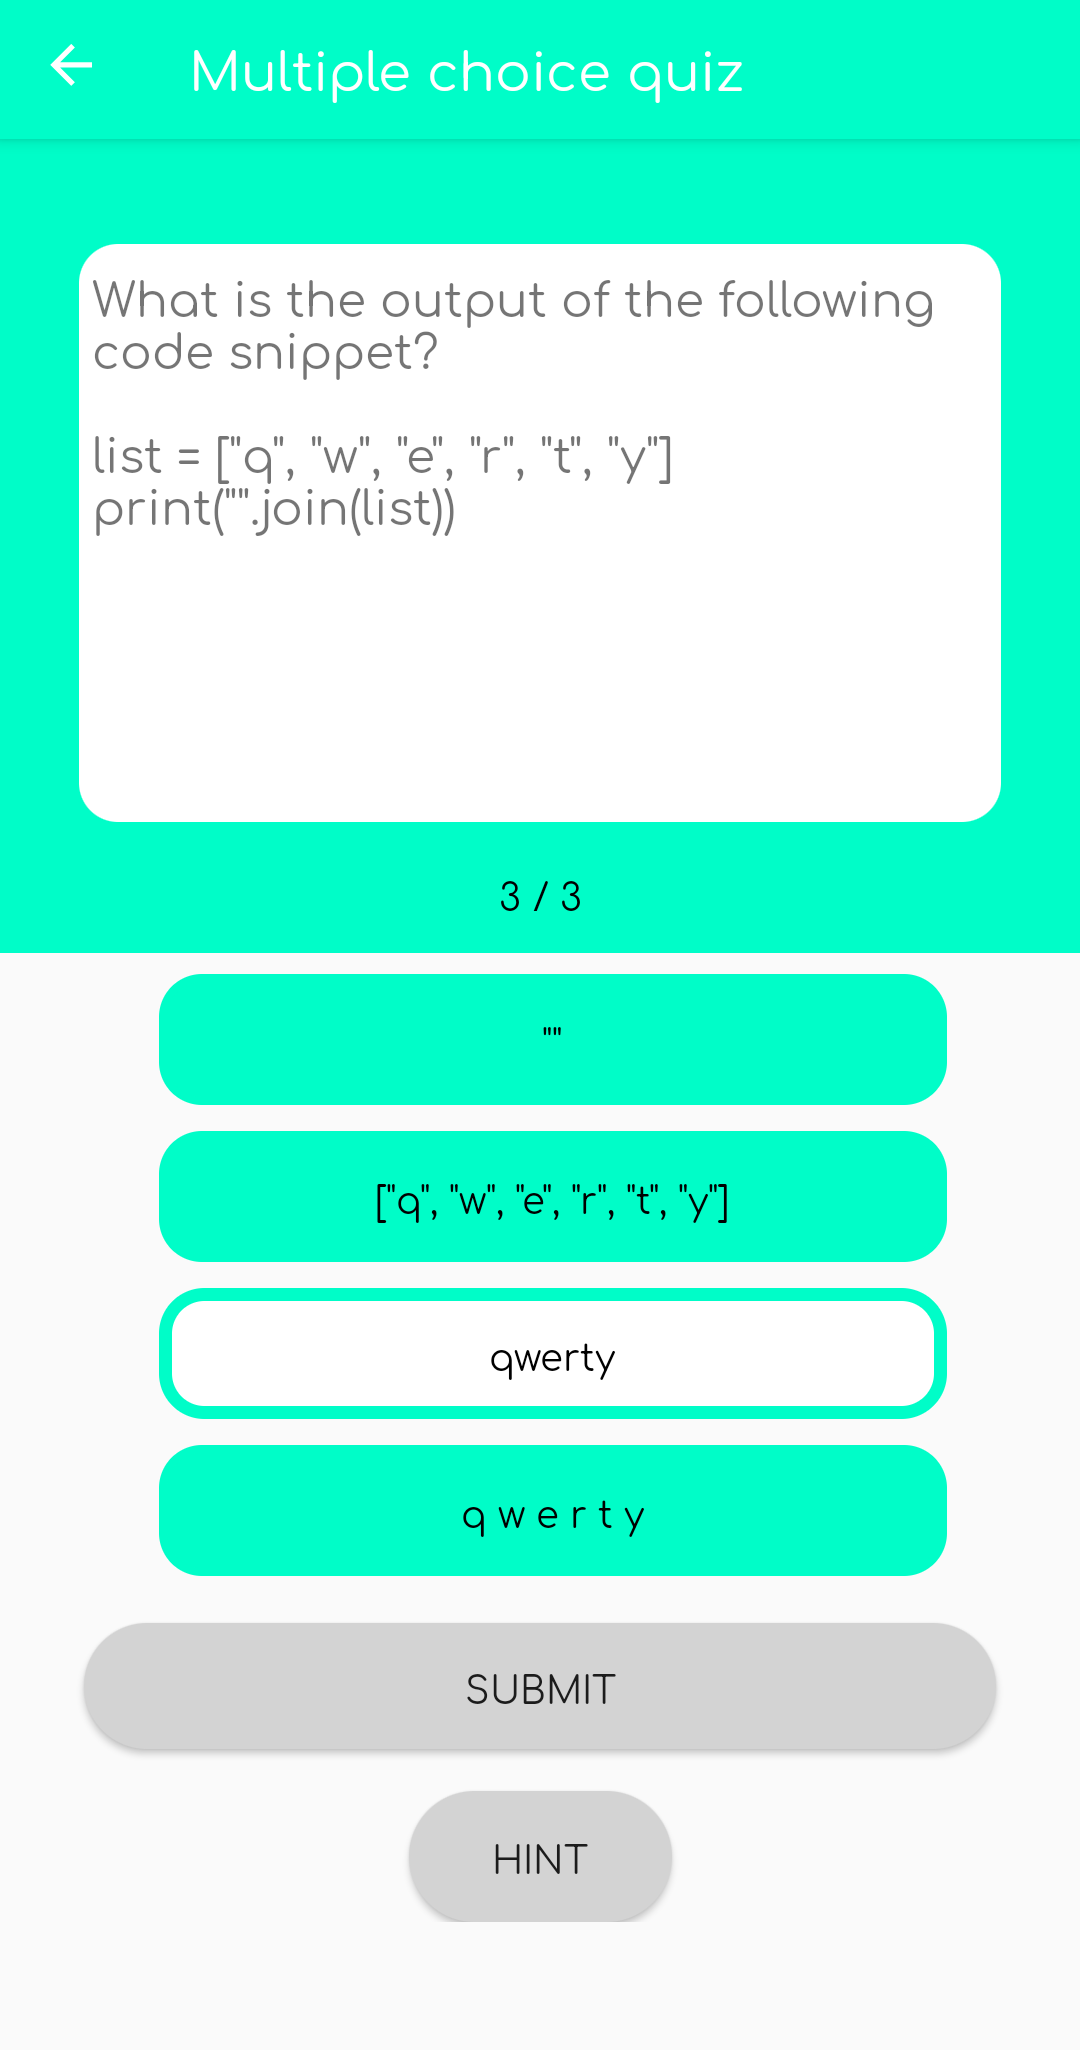 Multiple choice quiz
What is the output of the following
code snippet?
list = ["q", "w", "e", "r", "t", "y"]
print("".join(list))
3 / 3
""
["q", "w", "e", "r", "t", "y"]
qwerty
q w e r t y
SUBMIT
HINT